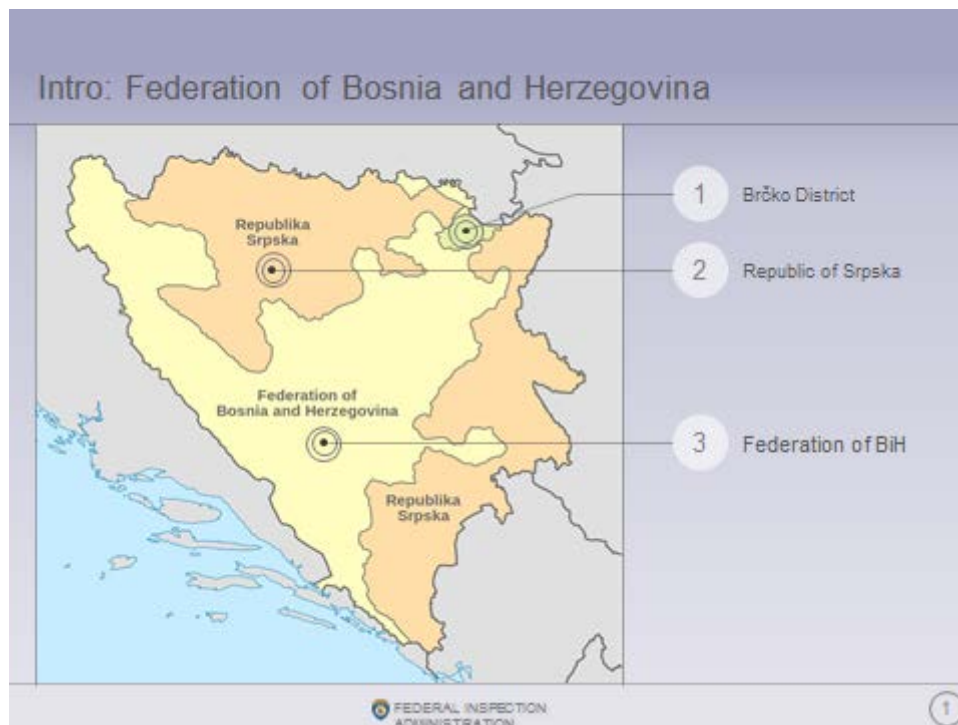 Intro: Federation of Bosnia and Herzegovina
Republika
Srpska
Federation of
Bosnia and Herzegovina
Republika
Srpska
1
Brčko District
2
Republic of Srpska
3
Federation of BiH
FEDERAL INSPECTION
ADMINISTRATION
1